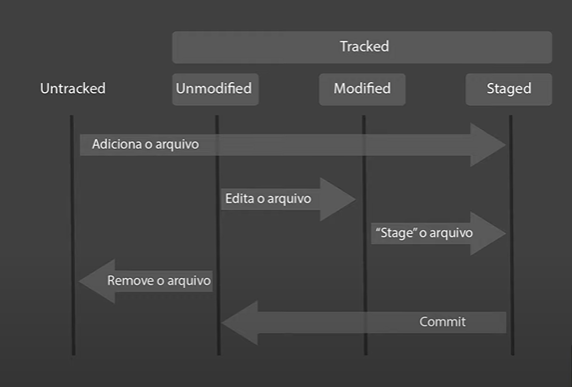 Tracked
Untracked
Unmodified
Modified
Staged
Adiciona o arquivo
Edita o arquivo
“Stage” o arquivo
Remove o arquivo
Commit